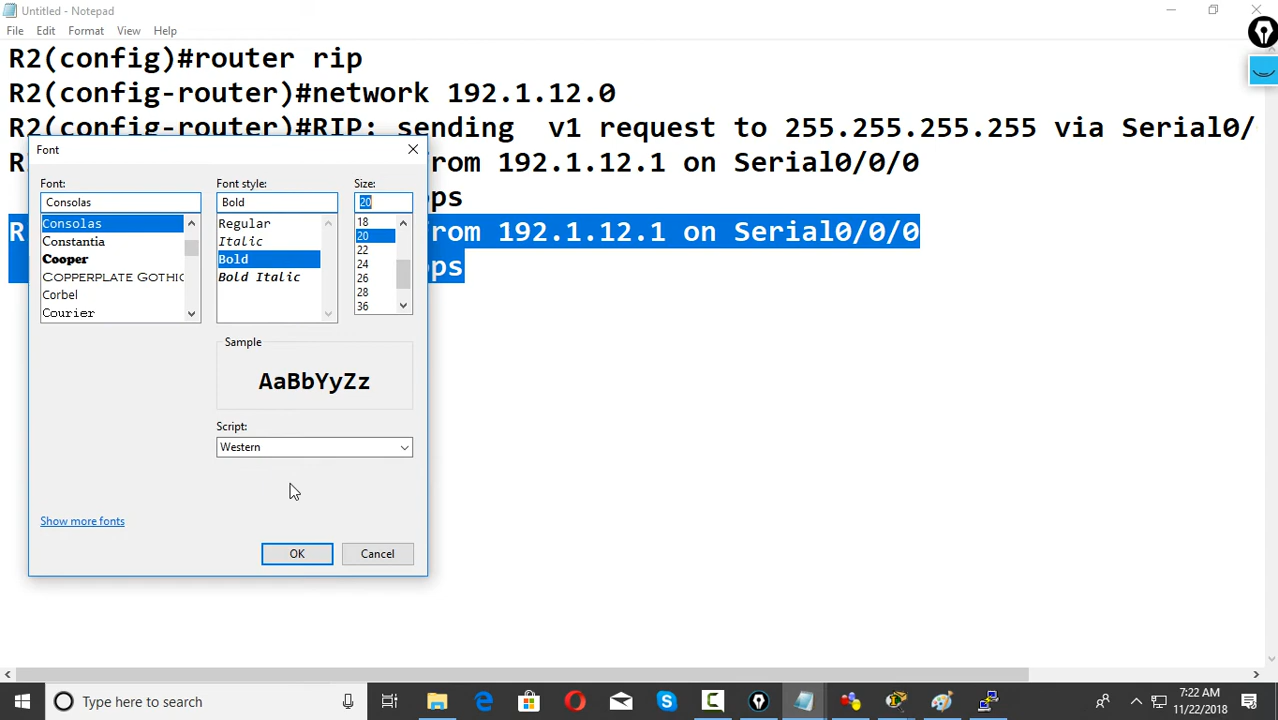 Untitled - Notepad
File Edit Format View Help
R2(config)#router rip
R2(config-router)#network 192.1.12.0
R2(config-router)#RIP: sending v1 request to 255.255.255.255 via Serial0/
R from 192.1.12.1 on Serial0/0/0
ops
R from 192.1.12.1 on Serial0/0/0
ops
Font
Font: Font style: Size:
Consolas Bold 20
Consolas Regular 18
Constantia Italic 20
Cooper Bold 22
Copperplate Gothic Bold Italic 24
Corbel 26
Courier 28
36
Sample
AaBbYyZz
Script:
Western
Show more fonts
OK Cancel
Type here to search
7:22 AM
11/22/2018